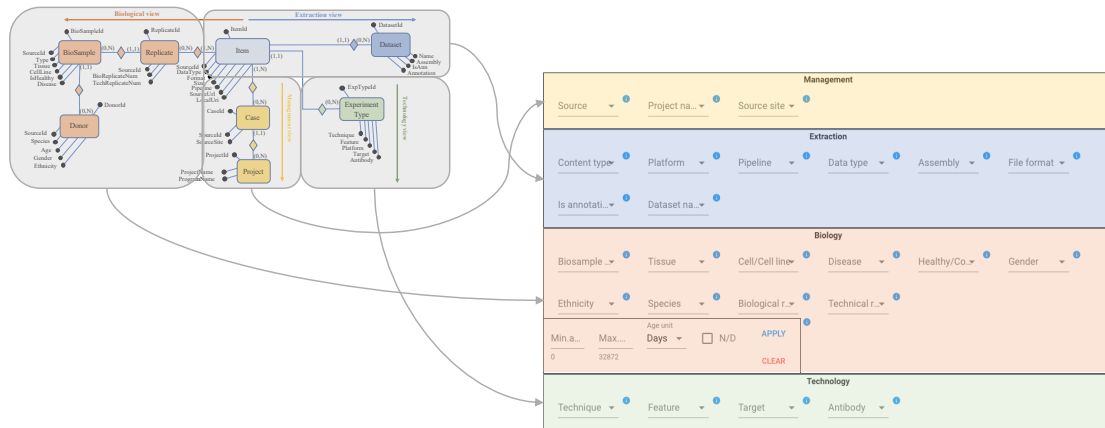 Biological view
Extraction view
BioSampleId
ReplicateId
ItemId
DatasetId
BioSample
(0,N)
(1,1)
Replicate
(0,N)
(1,N)
Item
(1,1)
(1,1)
(0,N)
Dataset
SourceId
Type
Tissue
CellLine
IsHealthy
Disease
(1,1)
SourceId
BioReplicateNum
TechReplicateNum
SourceId
DataType
Format
Size
Pipeline
SourceUrl
LocalUri
(1,N)
Name
Assembly
IsAnn
Annotation
(0,N)
DonorId
Donor
SourceId
Species
Age
Gender
Ethnicity
CaseId
(0,N)
Case
SourceId
SourceSite
(1,1)
ProjectId
(0,N)
Project
ProjectName
ProgramName
Management view
ExpTypeId
(0,N)
Experiment
Type
Technique
Feature
Platform
Target
Antibody
Technology view
Management
Source
Project na...
Source site
Extraction
Content type
Platform
Pipeline
Data type
Assembly
File format
Is annotati...
Dataset na...
Biology
Biosample ...
Tissue
Cell/Cell line
Disease
Healthy/Co...
Gender
Ethnicity
Species
Biological r...
Technical r...
Age unit
Min.a...
Max....
Days
N/D
APPLY
0
32872
CLEAR
Technology
Technique
Feature
Target
Antibody